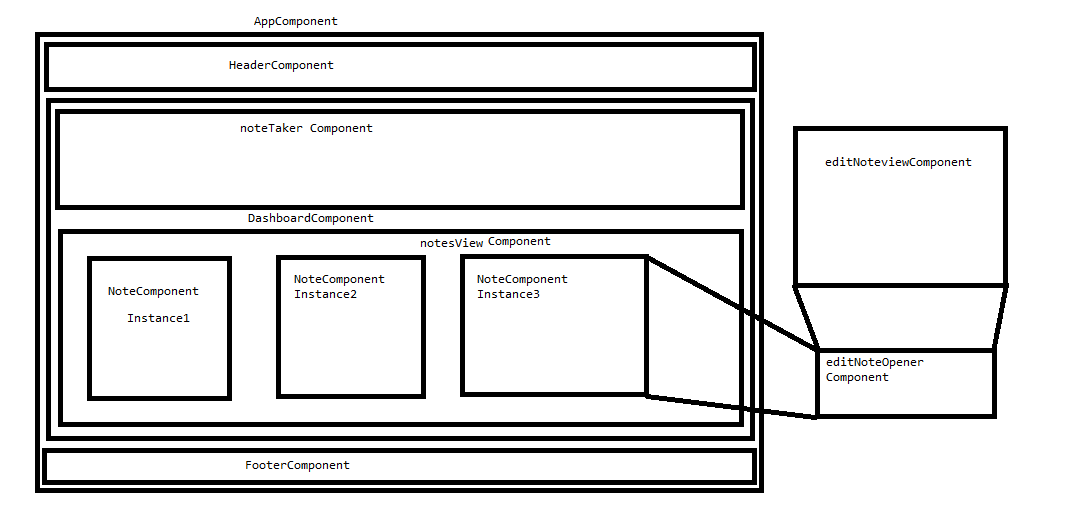 AppComponent
HeaderComponent
noteTaker Component
editNoteviewComponent
DashboardComponent
notesView Component
NoteComponent
Instance1
NoteComponent
Instance2
NoteComponent
Instance3
editNoteOpener
Component
FooterComponent